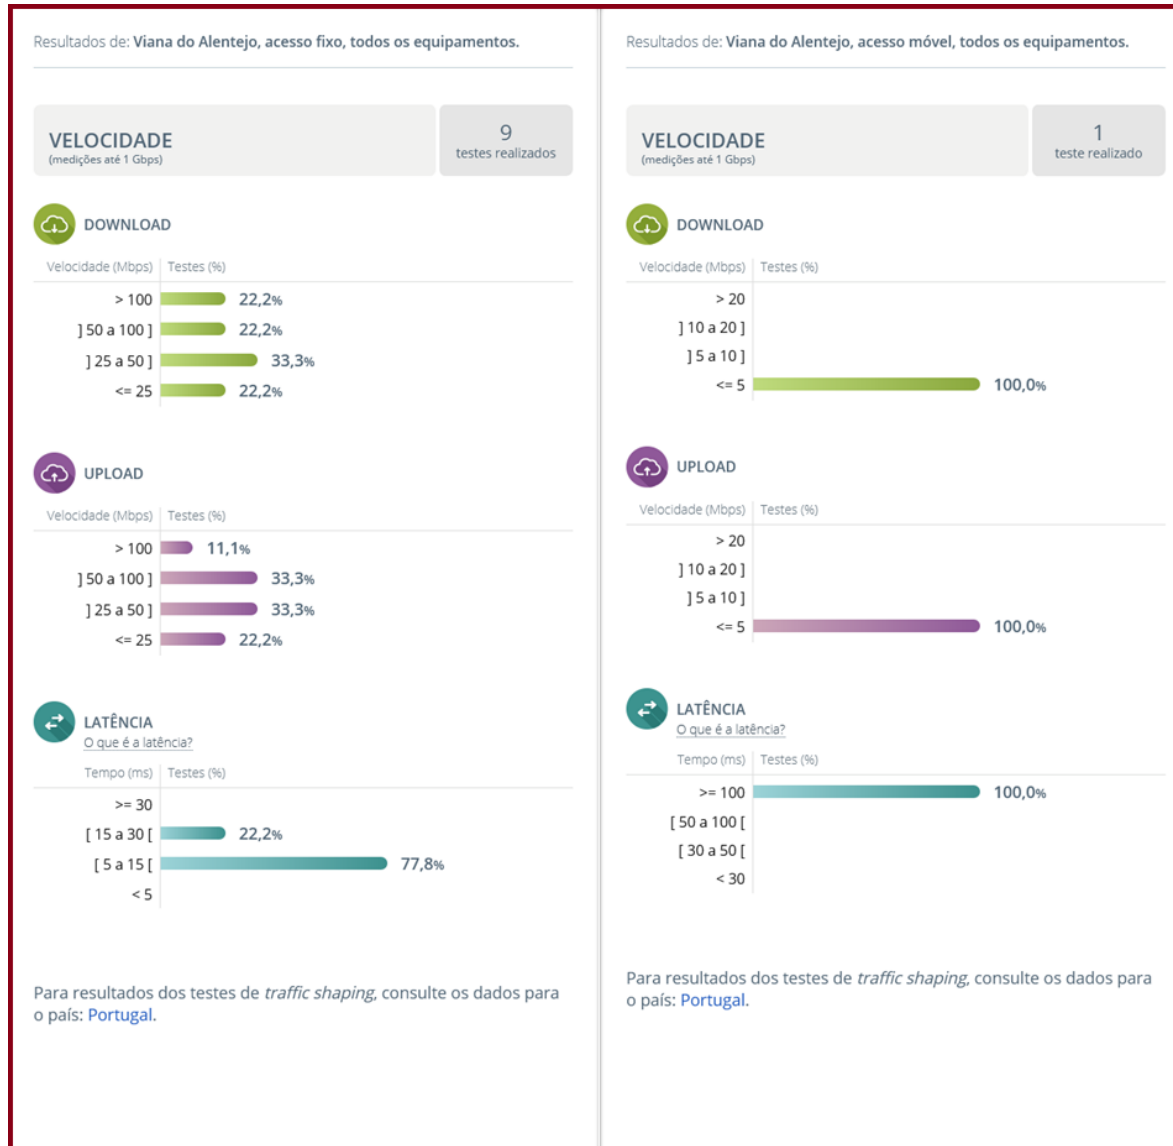 Resultados de: Viana do Alentejo, acesso fixo, todos os equipamentos.
VELOCIDADE
(medições até 1 Gbps)
9
testes realizados
DOWNLOAD
Velocidade (Mbps) Testes (%)
> 100 22,2%
] 50 a 100 ] 22,2%
] 25 a 50 ] 33,3%
<= 25 22,2%
UPLOAD
Velocidade (Mbps) Testes (%)
> 100 11,1%
] 50 a 100 ] 33,3%
] 25 a 50 ] 33,3%
<= 25 22,2%
LATÊNCIA
O que é a latência?
Tempo (ms) Testes (%)
>= 30
[ 15 a 30 [ 22,2%
[ 5 a 15 [ 77,8%
< 5
Para resultados dos testes de traffic shaping, consulte os dados para
o país: Portugal.
Resultados de: Viana do Alentejo, acesso móvel, todos os equipamentos.
VELOCIDADE
(medições até 1 Gbps)
1
teste realizado
DOWNLOAD
Velocidade (Mbps) Testes (%)
> 20
] 10 a 20 ]
] 5 a 10 ]
<= 5 100,0%
UPLOAD
Velocidade (Mbps) Testes (%)
> 20
] 10 a 20 ]
] 5 a 10 ]
<= 5 100,0%
LATÊNCIA
O que é a latência?
Tempo (ms) Testes (%)
>= 100 100,0%
[ 50 a 100 [
[ 30 a 50 [
< 30
Para resultados dos testes de traffic shaping, consulte os dados para
o país: Portugal.